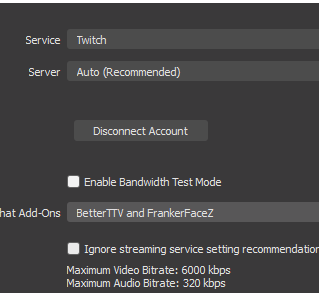 Service Twitch
Server Auto (Recommended)
Disconnect Account
Enable Bandwidth Test Mode
hat Add-Ons BetterTTV and FrankerFaceZ
Ignore streaming service setting recommendation
Maximum Video Bitrate: 6000 kbps
Maximum Audio Bitrate: 320 kbps